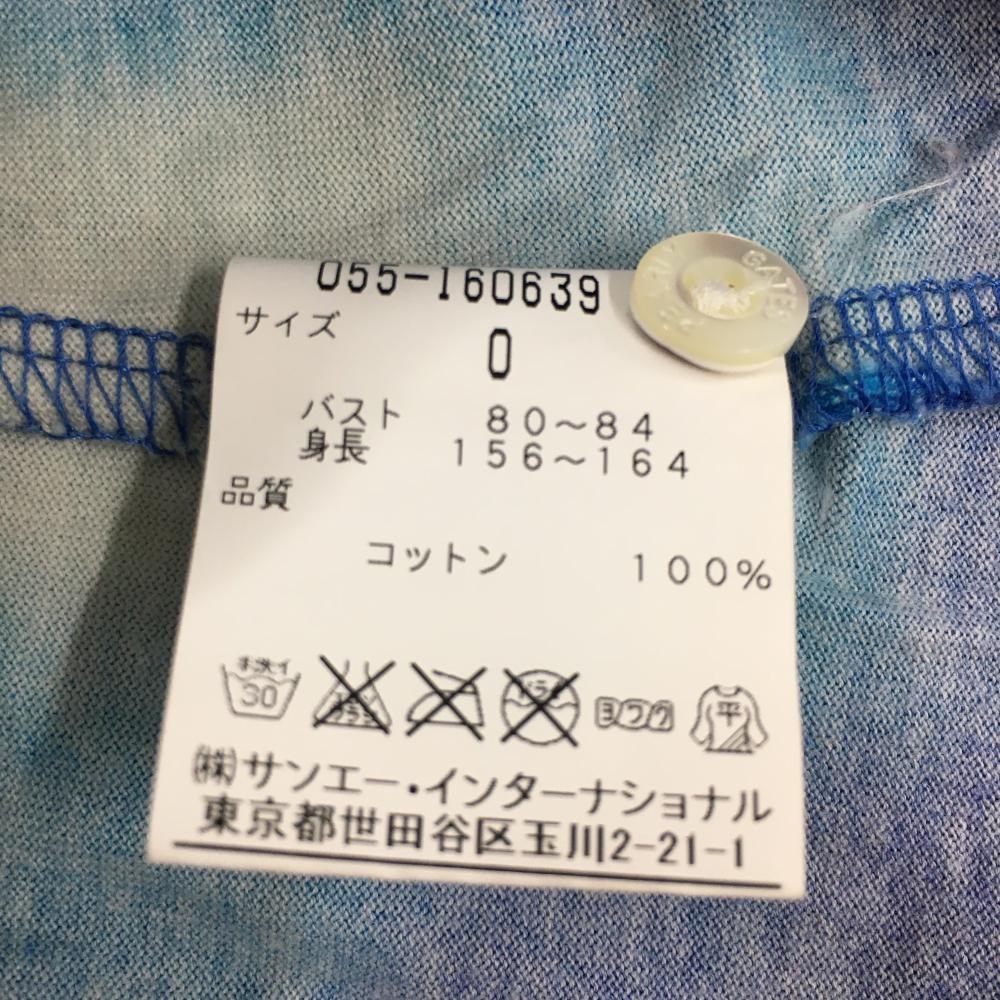 055-160639
サイズ
0
バスト 80～84
身長 156～164
品質
コットン 100%
手洗イ
30
ヨワク
平
㈱サンエー・インターナショナル
東京都世田谷区玉川2-21-1
GATES